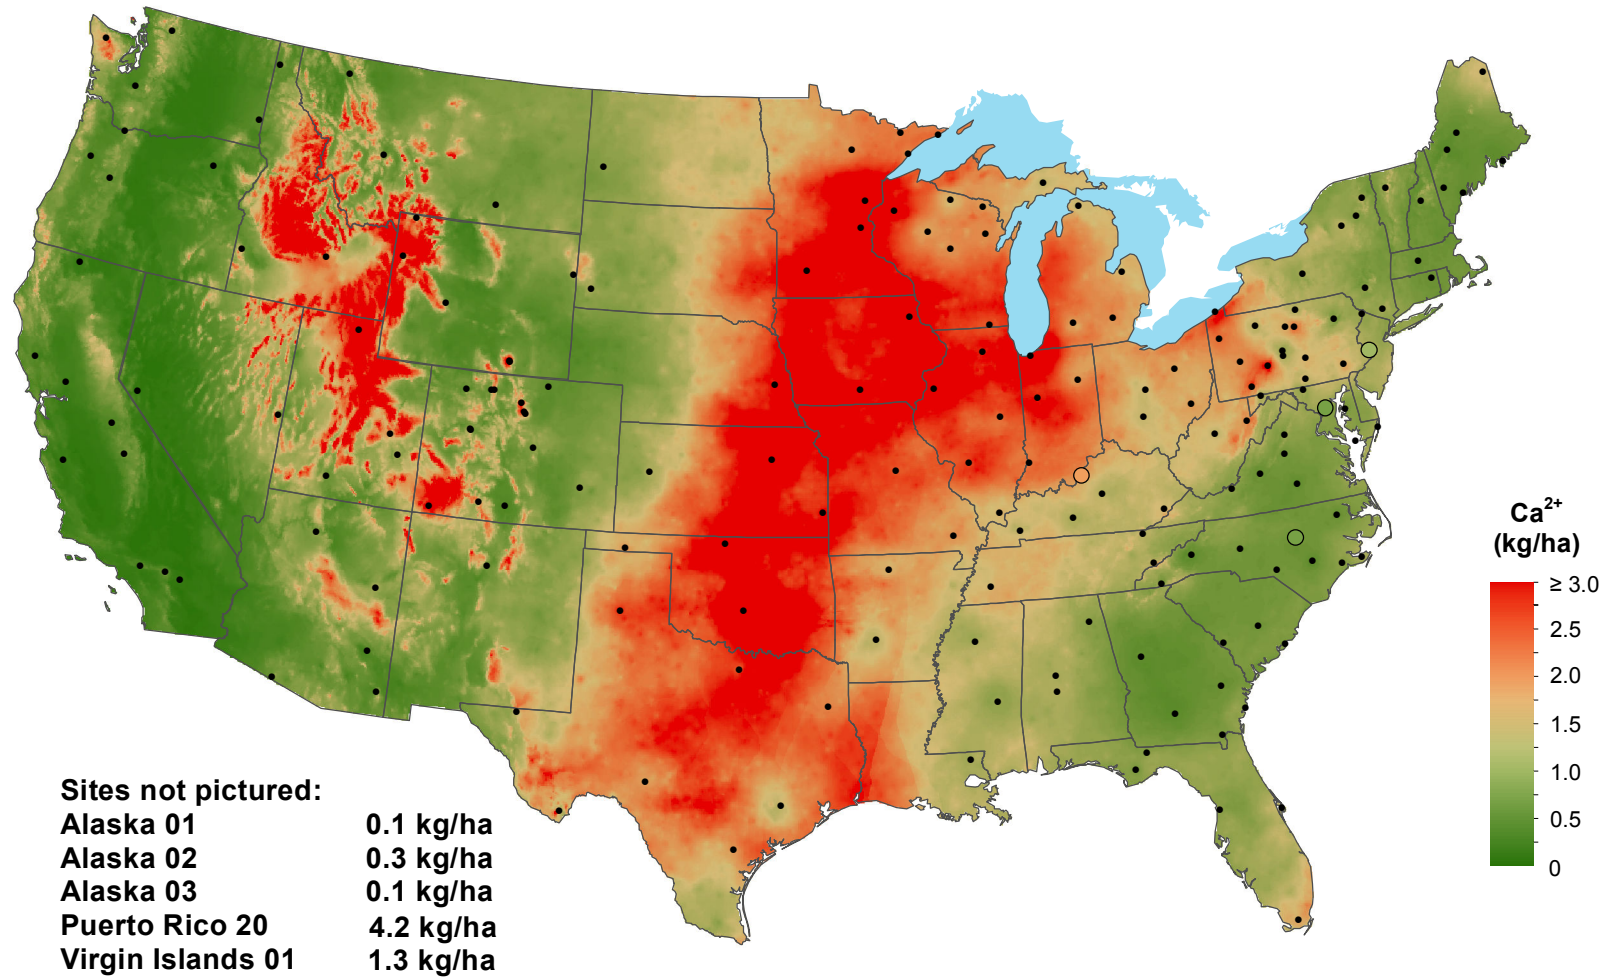 Ca²⁺
(kg/ha)
≥ 3.0
2.5
2.0
1.5
1.0
0.5
0
Sites not pictured:
Alaska 01 0.1 kg/ha
Alaska 02 0.3 kg/ha
Alaska 03 0.1 kg/ha
Puerto Rico 20 4.2 kg/ha
Virgin Islands 01 1.3 kg/ha